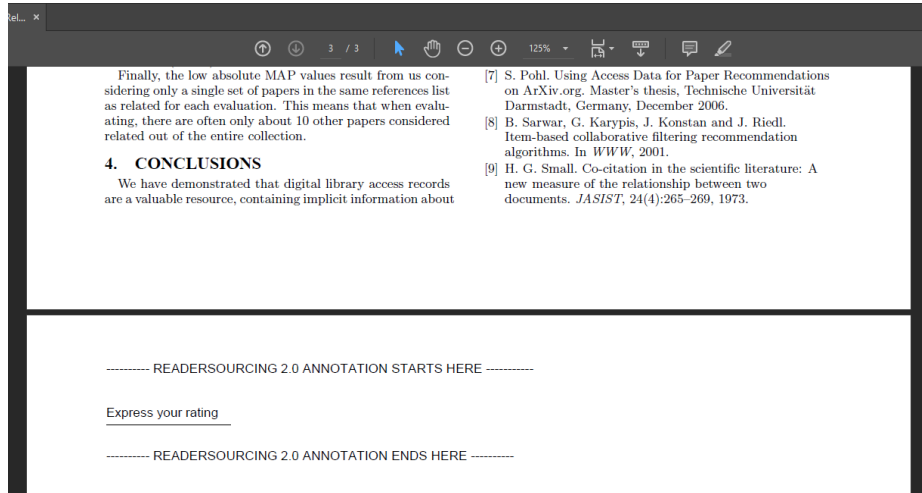 Rel... ×
3 / 3
125%
Finally, the low absolute MAP values result from us con-
sidering only a single set of papers in the same references list
as related for each evaluation. This means that when evalu-
ating, there are often only about 10 other papers considered
related out of the entire collection.
4. CONCLUSIONS
We have demonstrated that digital library access records
are a valuable resource, containing implicit information about
[7] S. Pohl. Using Access Data for Paper Recommendations
on ArXiv.org. Master's thesis, Technische Universität
Darmstadt, Germany, December 2006.
[8] B. Sarwar, G. Karypis, J. Konstan and J. Riedl.
Item-based collaborative filtering recommendation
algorithms. In WWW, 2001.
[9] H. G. Small. Co-citation in the scientific literature: A
new measure of the relationship between two
documents. JASIST, 24(4):265–269, 1973.
---------- READERSOURCING 2.0 ANNOTATION STARTS HERE -----------
Express your rating
---------- READERSOURCING 2.0 ANNOTATION ENDS HERE ----------